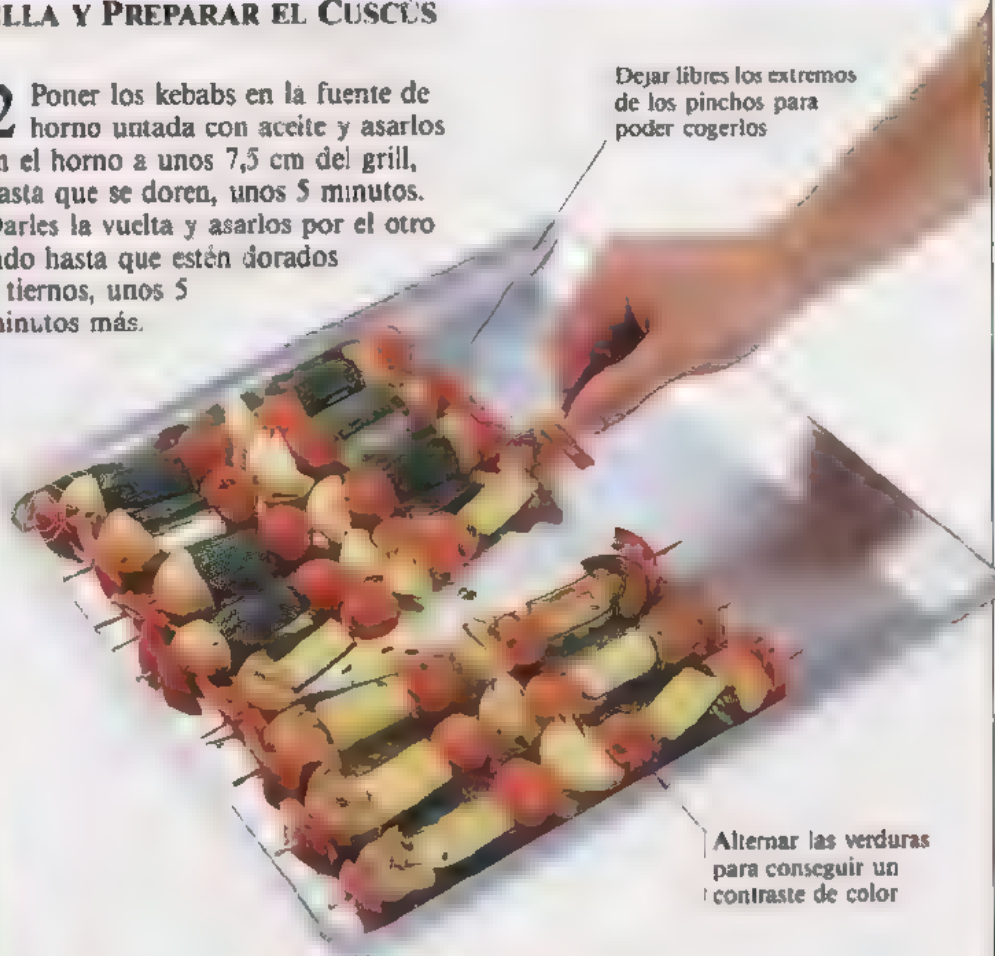 LLA Y PREPARAR EL CUSCÚS
2 Poner los kebabs en la fuente de
horno untada con aceite y asarlos
n el horno a unos 7,5 cm del grill,
asta que se doren, unos 5 minutos.
Darles la vuelta y asarlos por el otro
ado hasta que estén dorados
tiernos, unos 5
minutos más.
Dejar libres los extremos
de los pinchos para
poder cogerlos
Alternar las verduras
para conseguir un
contraste de color